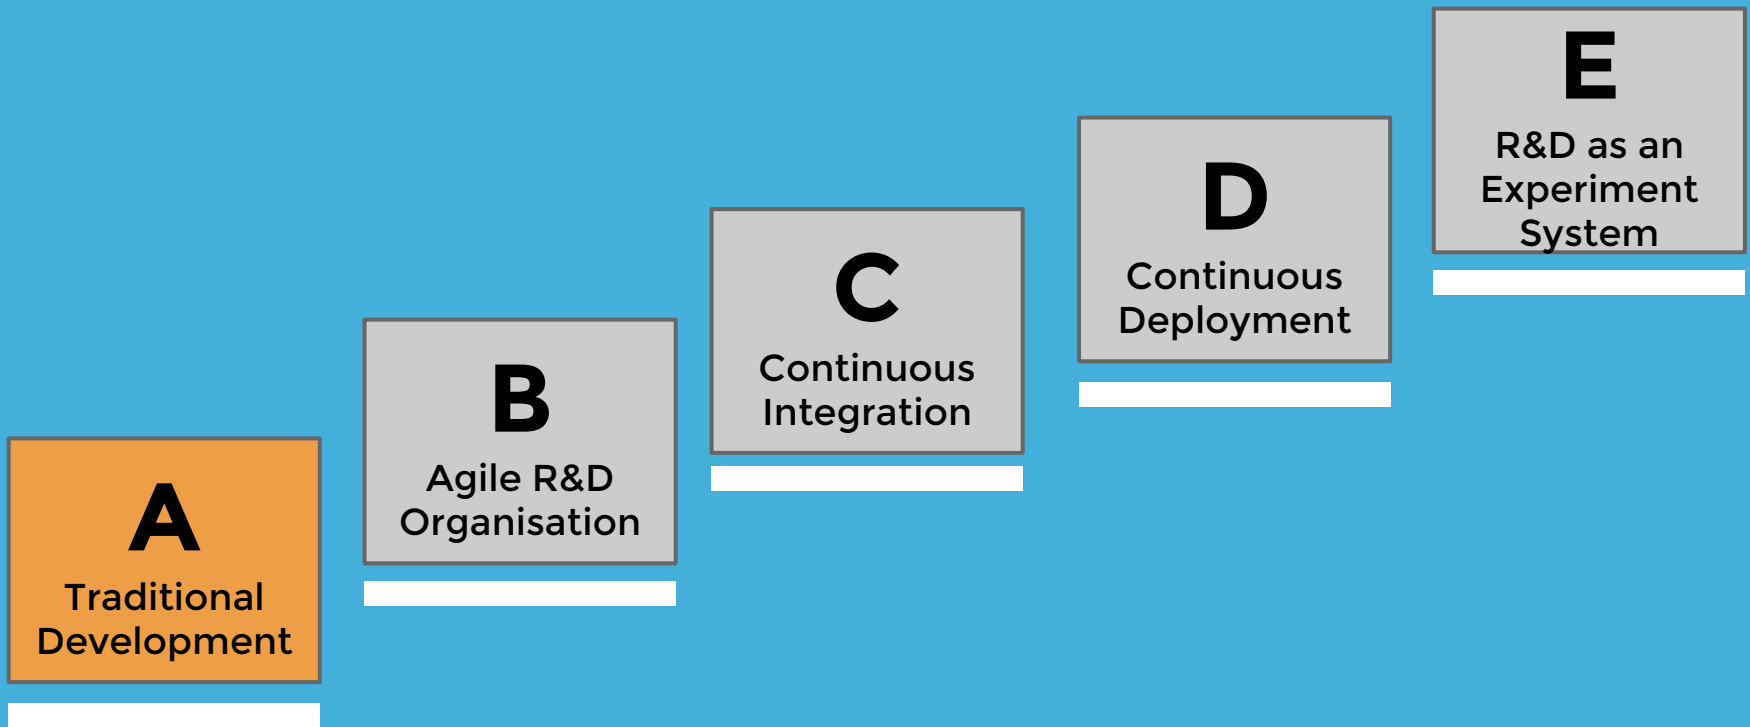 A
Traditional
Development
B
Agile R&D
Organisation
C
Continuous
Integration
D
Continuous
Deployment
E
R&D as an
Experiment
System